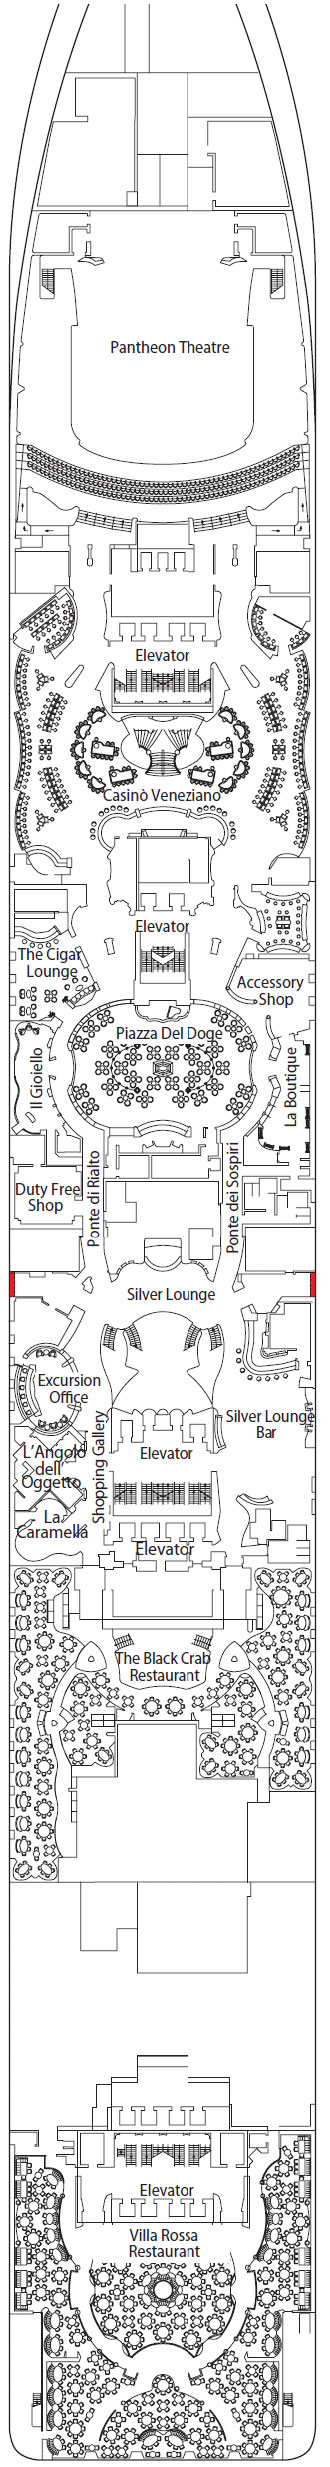 Pantheon Theatre
Elevator
Casinò Veneziano
Elevator
The Cigar
Lounge
Accessory
Shop
Piazza Del Doge
Il Gioiello
La Boutique
Ponte di Rialto
Ponte dei Sospiri
Duty Free
Shop
Silver Lounge
Excursion
Office
Silver Lounge
Bar
Shopping Gallery
L'Angolo
dell'
Oggetto
Elevator
La
Caramella
Elevator
The Black Crab
Restaurant
Elevator
Villa Rossa
Restaurant